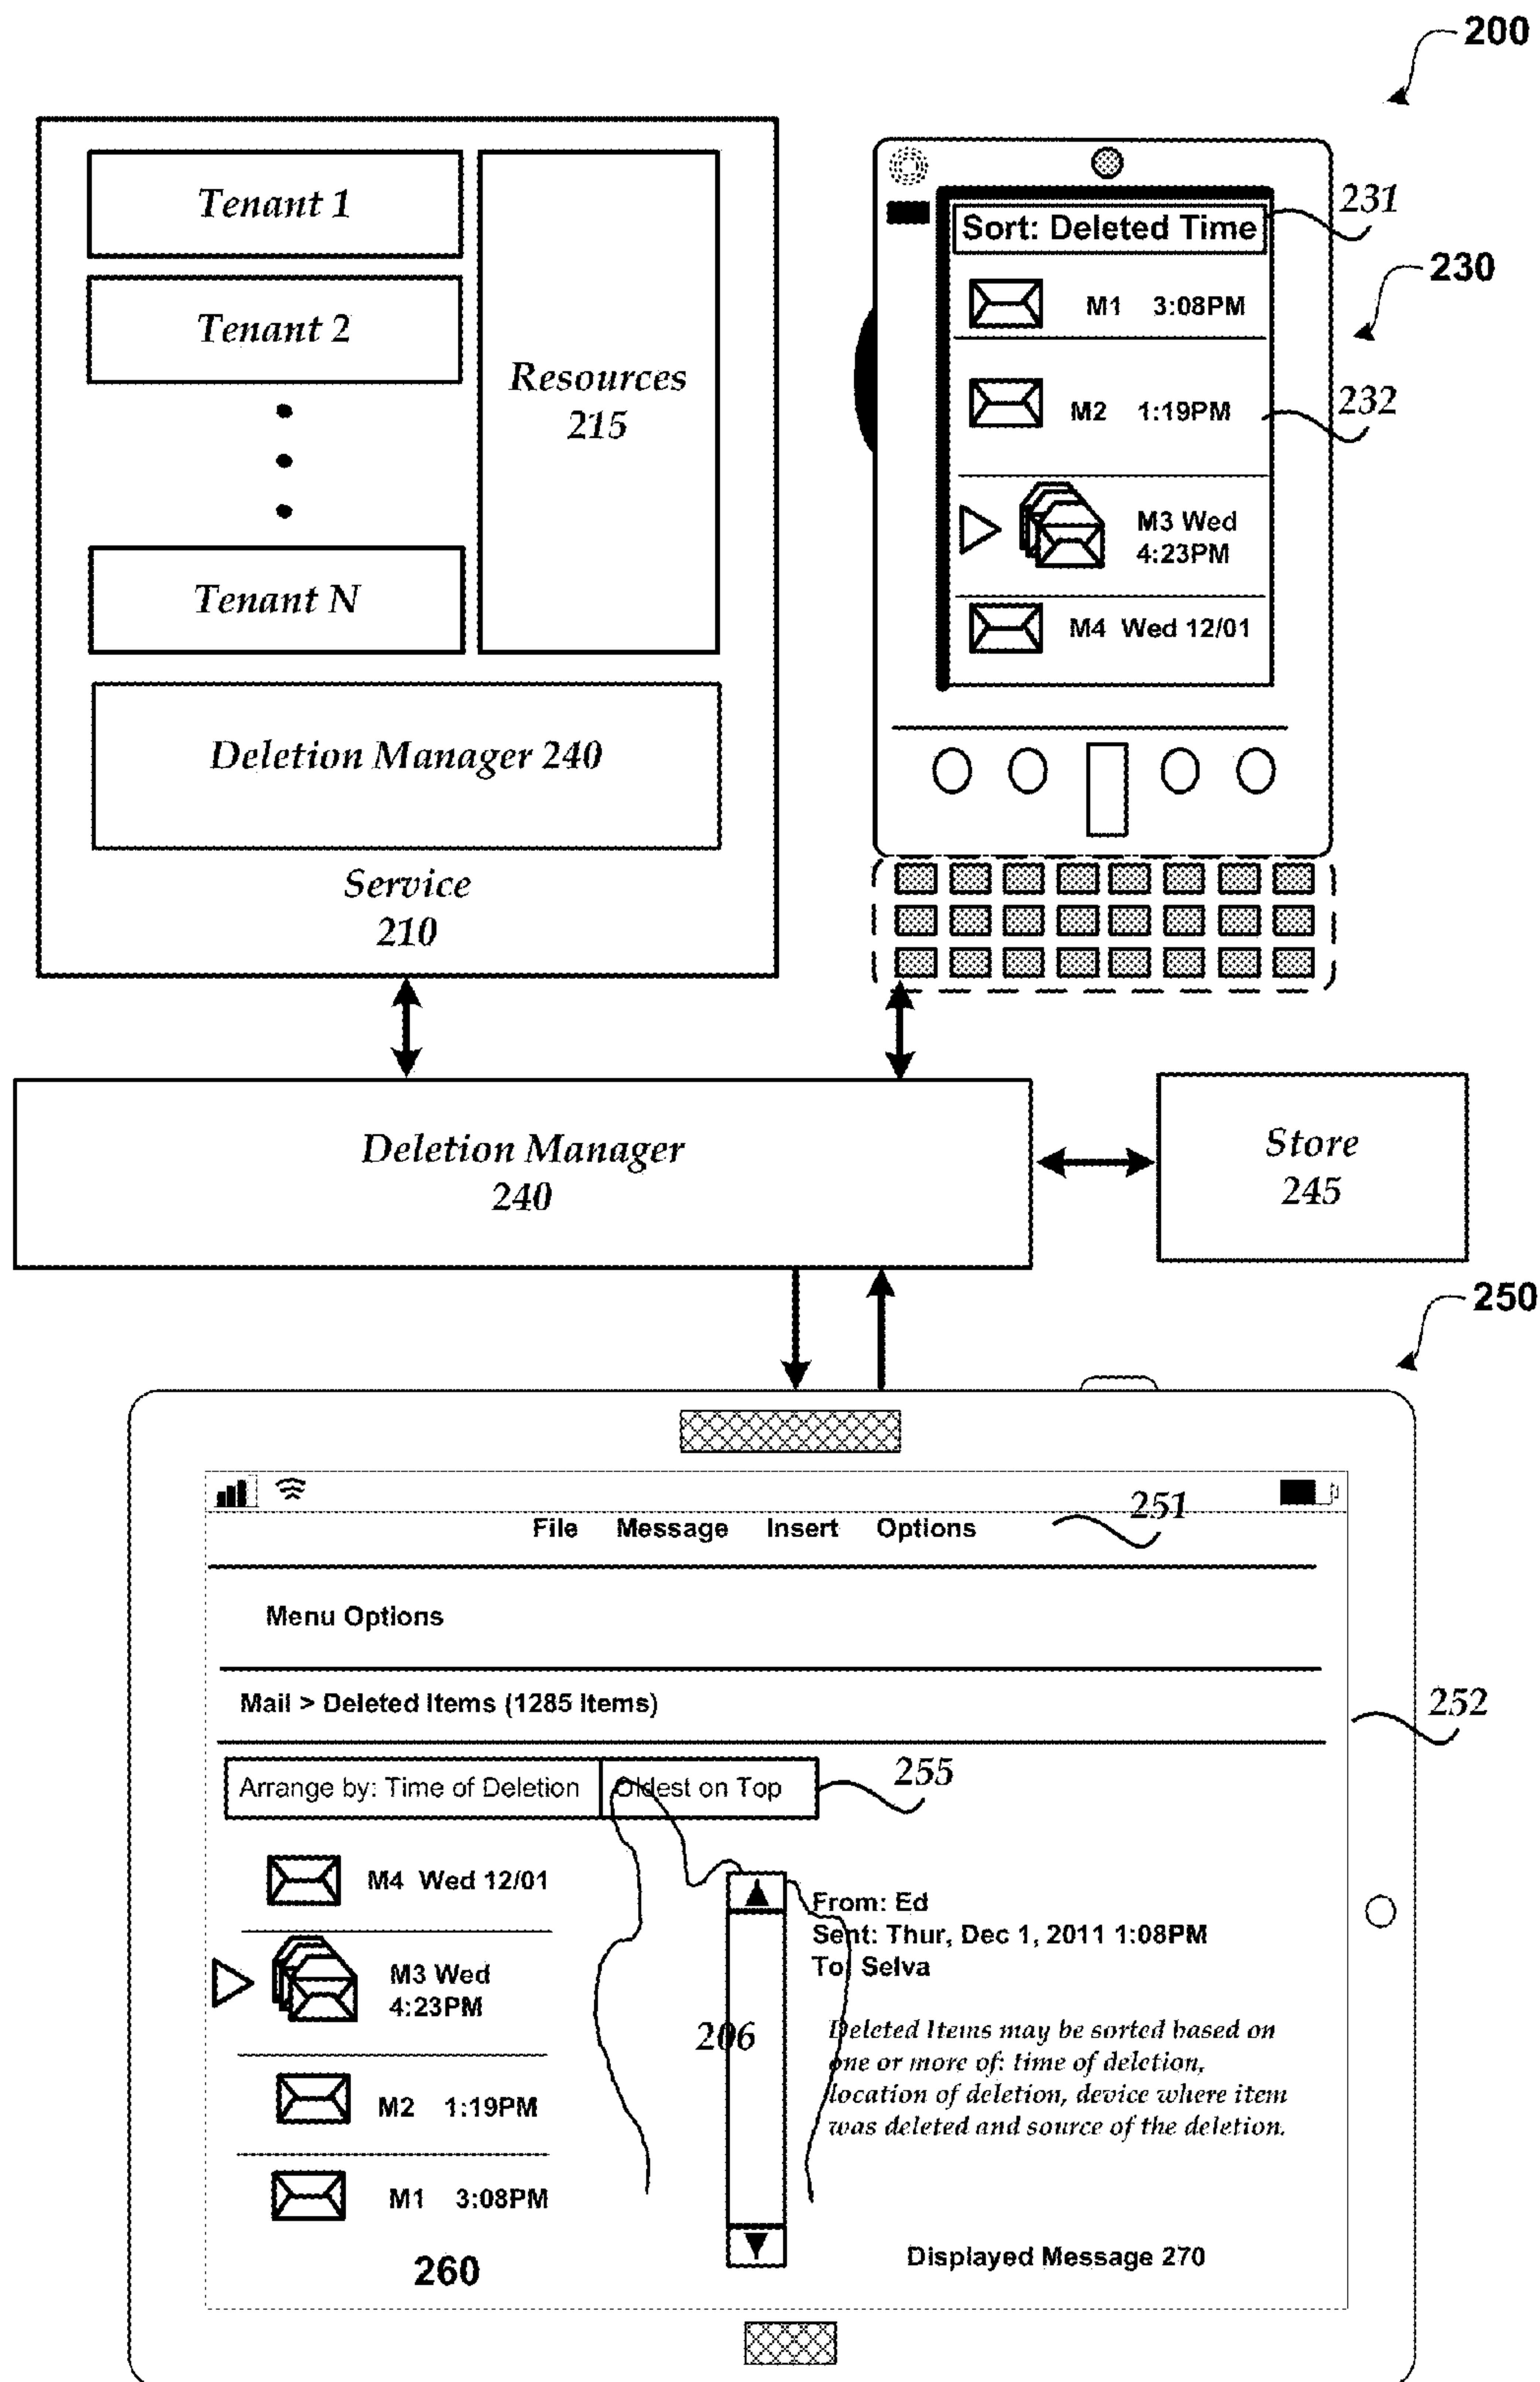 200
Tenant 1
Tenant 2
Tenant N
Resources
215
Deletion Manager 240
Service
210
Sort: Deleted Time
231
230
M1 3:08PM
M2 1:19PM
232
M3 Wed
4:23PM
M4 Wed 12/01
Deletion Manager
240
Store
245
250
251
File Message Insert Options
Menu Options
Mail > Deleted Items (1285 Items)
252
Arrange by: Time of Deletion Oldest on Top
255
M4 Wed 12/01
M3 Wed
4:23PM
M2 1:19PM
M1 3:08PM
260
206
From: Ed
Sent: Thur, Dec 1, 2011 1:08PM
To: Selva
Deleted Items may be sorted based on
one or more of: time of deletion,
location of deletion, device where item
was deleted and source of the deletion.
Displayed Message 270